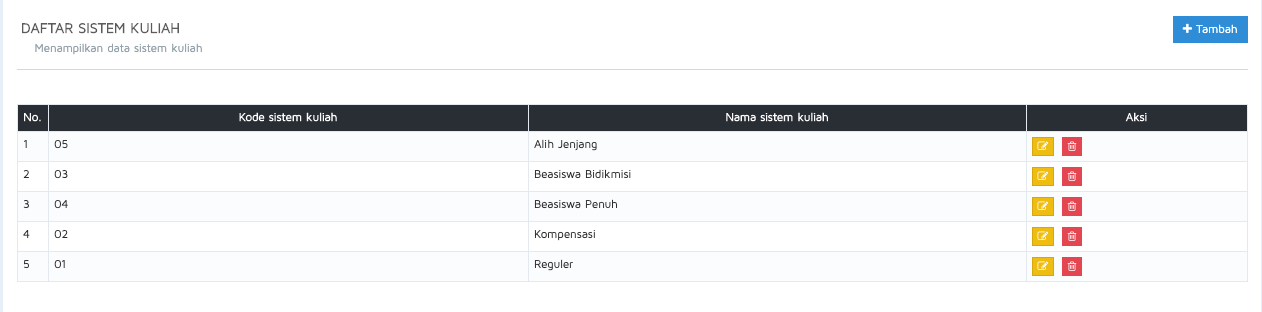 DAFTAR SISTEM KULIAH
Tambah
Menampilkan data sistem kuliah
No. Kode sistem kuliah Nama sistem kuliah Aksi
1 05 Alih Jenjang
2 03 Beasiswa Bidikmisi
3 04 Beasiswa Penuh
4 02 Kompensasi
5 01 Reguler